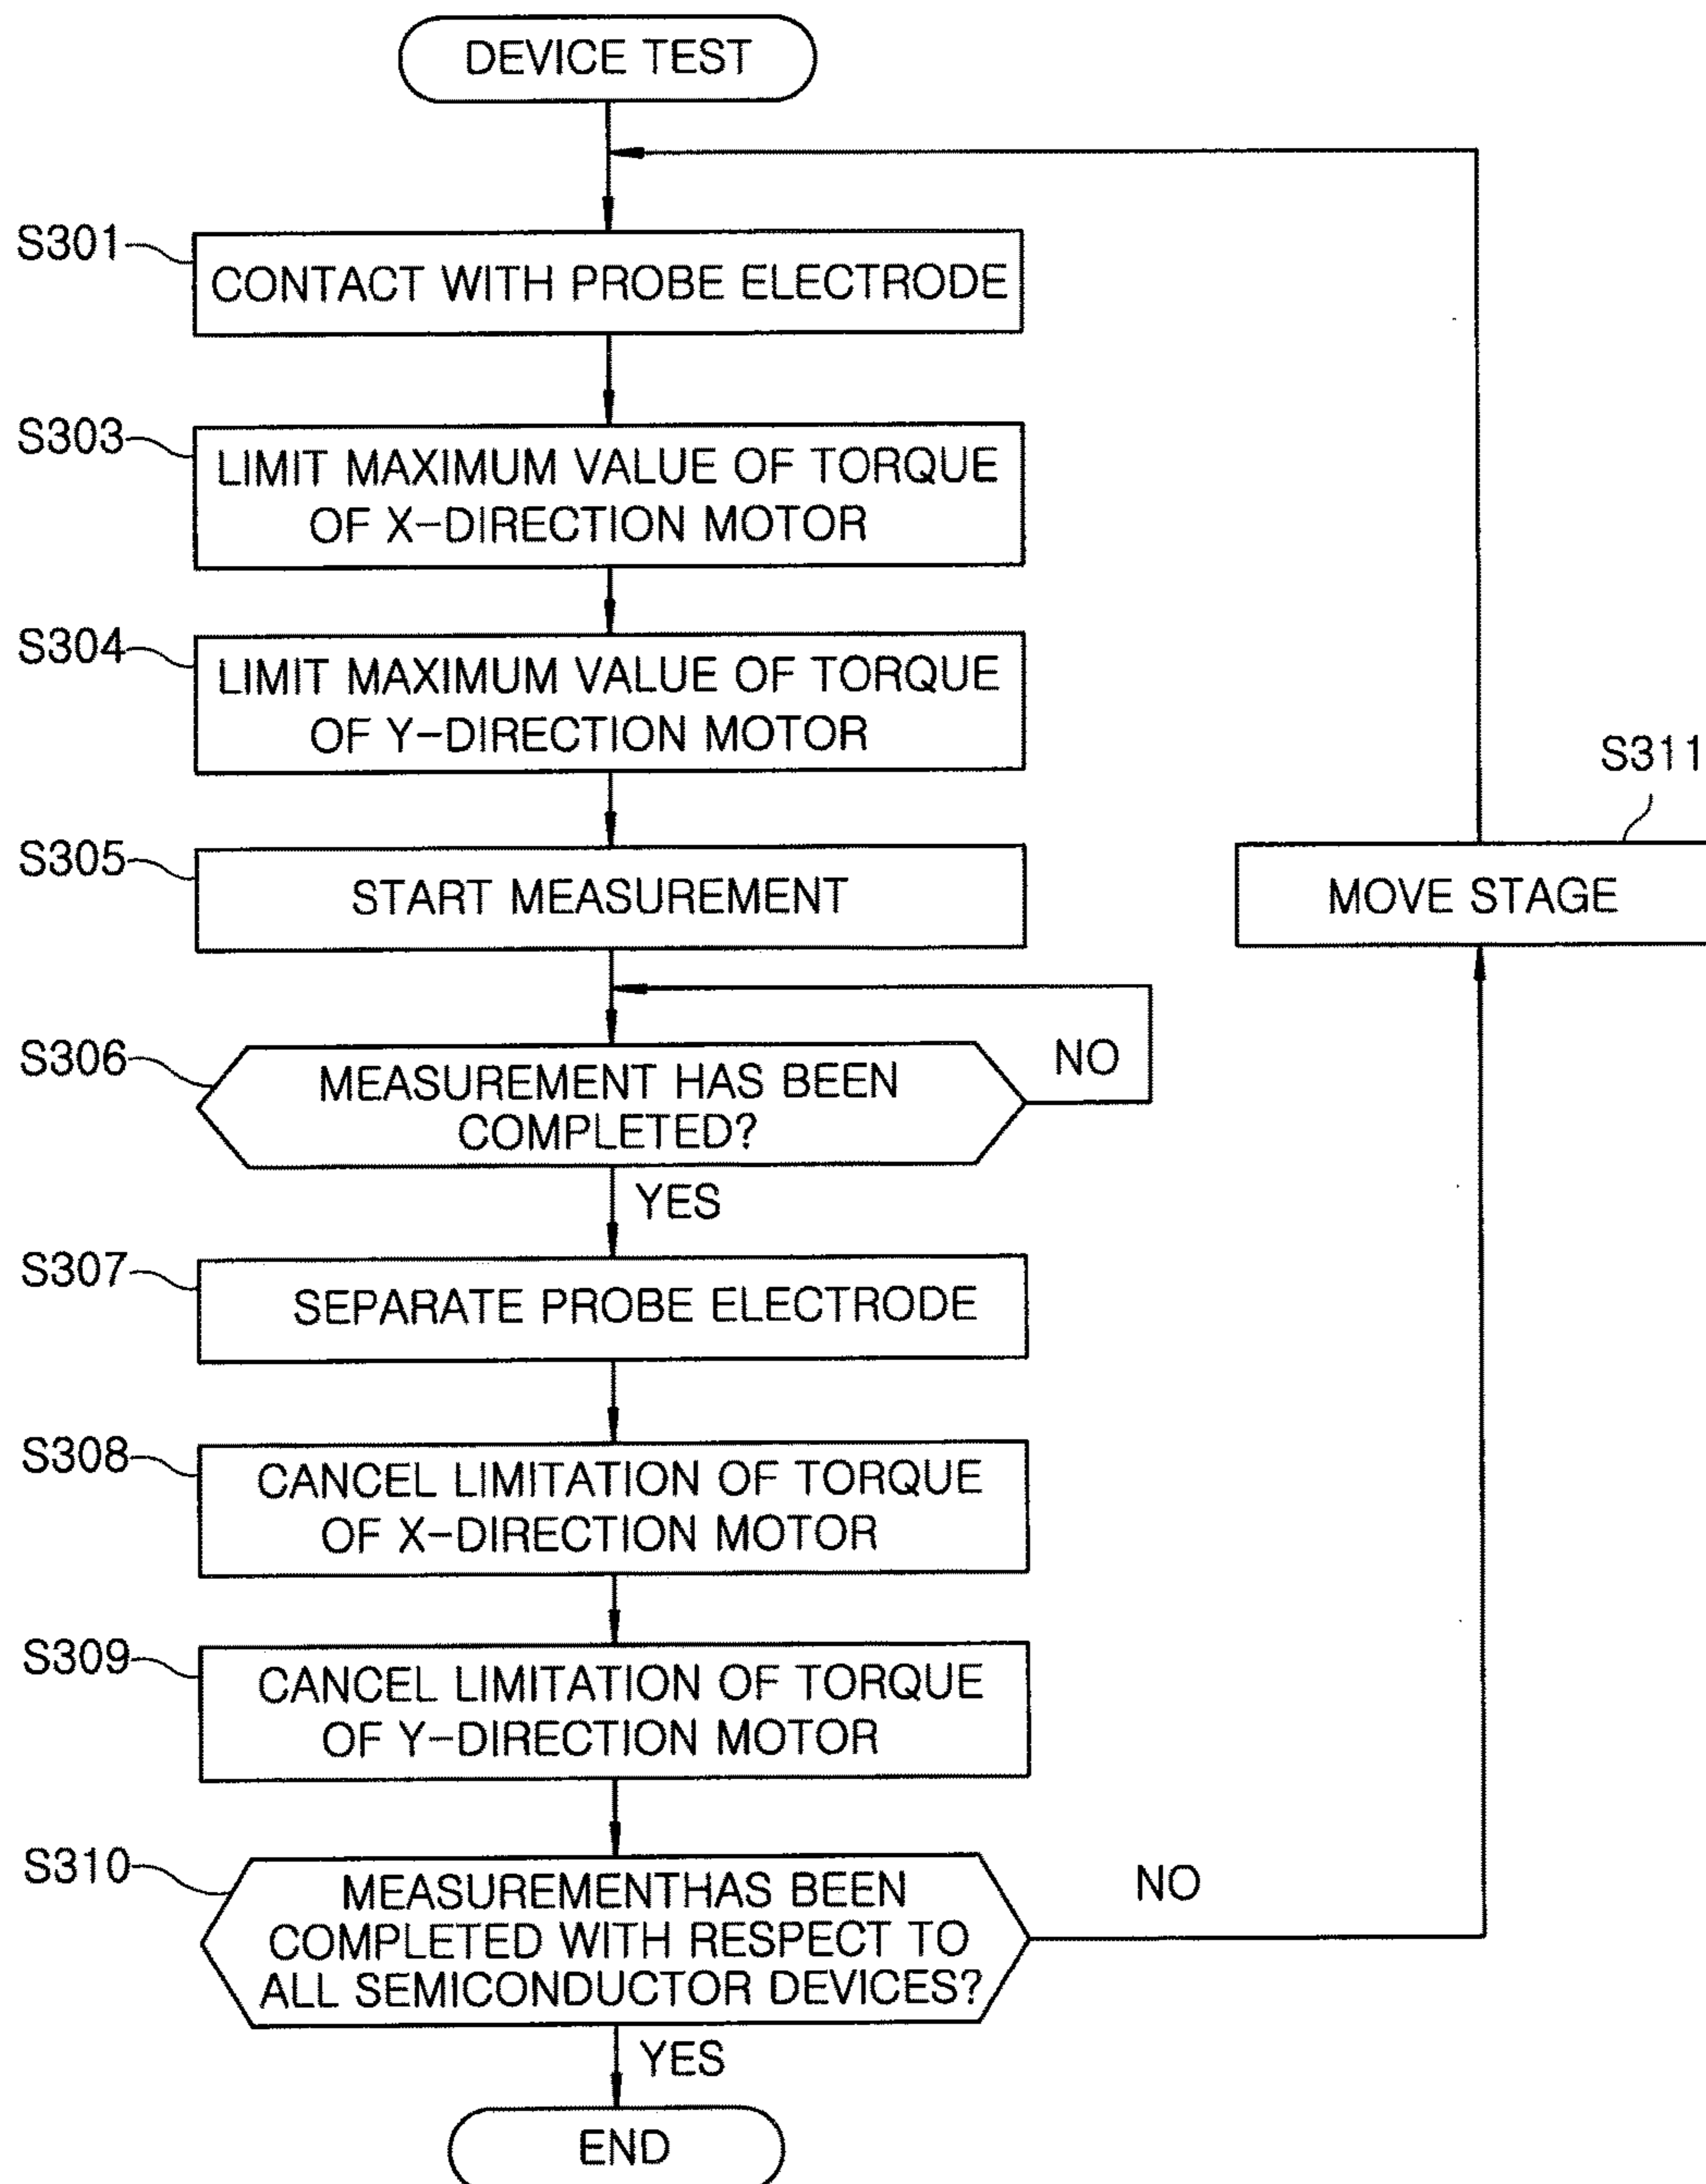 DEVICE TEST
S301
CONTACT WITH PROBE ELECTRODE
S303
LIMIT MAXIMUM VALUE OF TORQUE
OF X-DIRECTION MOTOR
S304
LIMIT MAXIMUM VALUE OF TORQUE
OF Y-DIRECTION MOTOR
S305
START MEASUREMENT
S311
MOVE STAGE
S306
MEASUREMENT HAS BEEN
COMPLETED?
NO
YES
S307
SEPARATE PROBE ELECTRODE
S308
CANCEL LIMITATION OF TORQUE
OF X-DIRECTION MOTOR
S309
CANCEL LIMITATION OF TORQUE
OF Y-DIRECTION MOTOR
S310
MEASUREMENTHAS BEEN
COMPLETED WITH RESPECT TO
ALL SEMICONDUCTOR DEVICES?
NO
YES
END